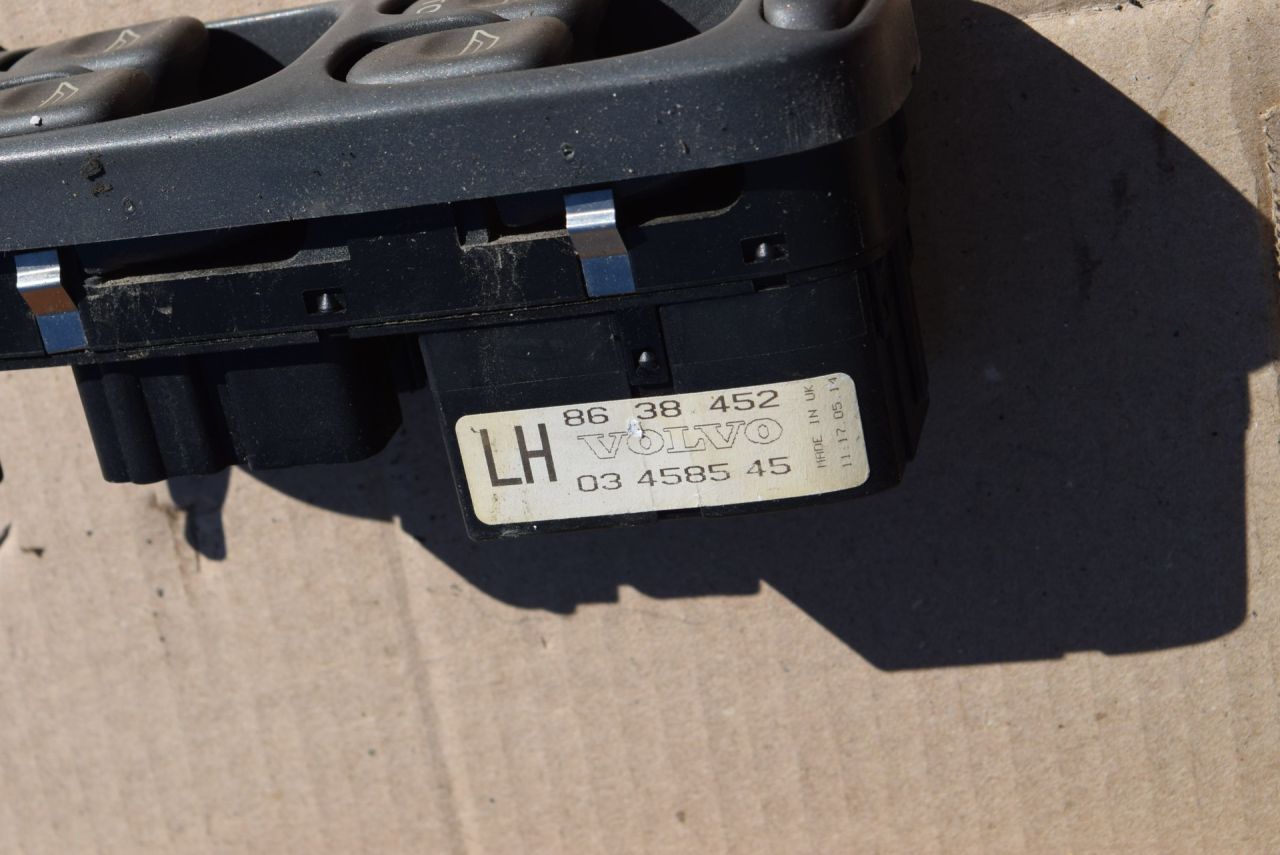 LH
86 38 452
VOLVO
03 4585 45
MADE IN UK
11:17.05.14